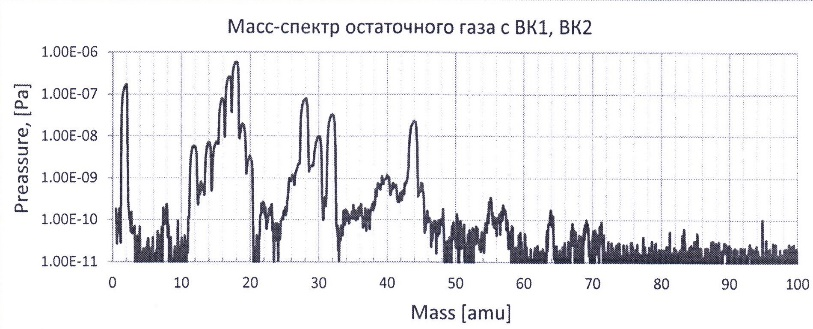 Масс-спектр остаточного газа с ВК1, ВК2
1.00E-06
1.00E-07
1.00E-08
1.00E-09
1.00E-10
1.00E-11
Preassure, [Pa]
0 10 20 30 40 50 60 70 80 90 100
Mass [amu]